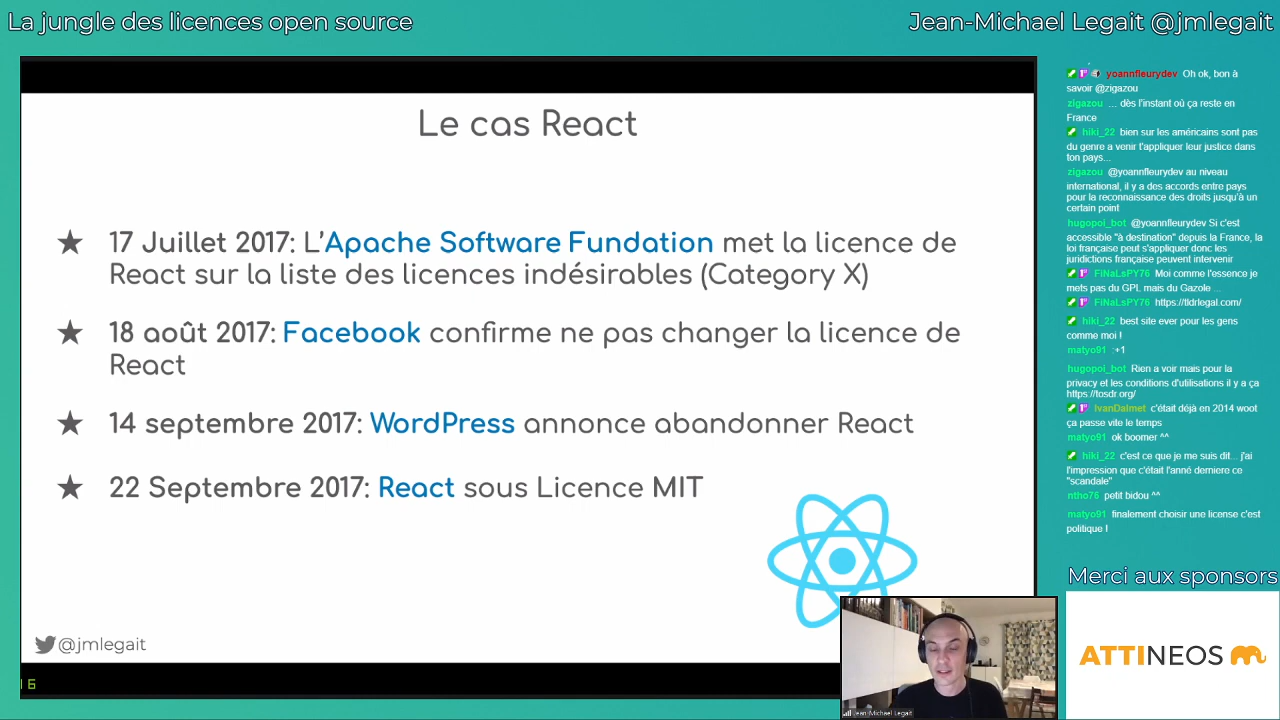 La jungle des licences open source
Jean-Michael Legait @jmlegait
Le cas React
★ 17 Juillet 2017: L'Apache Software Fundation met la licence de
React sur la liste des licences indésirables (Category X)
★ 18 août 2017: Facebook confirme ne pas changer la licence de
React
★ 14 septembre 2017: WordPress annonce abandonner React
★ 22 Septembre 2017: React sous Licence MIT
@jmlegait
16
Jean-Michael Legait
yoannfleurydev Oh ok, bon à
savoir @zigazou
zigazou ... dès l'instant où ça reste en
France
hiki_22 bien sur les américains sont pas
du genre a venir t'appliquer leur justice dans
ton pays...
zigazou @yoannfleurydev au niveau
international, il y a des accords entre pays
pour la reconnaissance des droits jusqu'à un
certain point
hugopoi_bot @yoannfleurydev Si c'est
accessible "à destination" depuis la France, la
loi française peut s'appliquer donc les
juridictions française peuvent intervenir
FiNaLsPY76 Moi comme l'essence je
mets pas du GPL mais du Gazole ...
FiNaLsPY76 https://tldrlegal.com/
hiki_22 best site ever pour les gens
comme moi !
matyo91 :+1
hugopoi_bot Rien a voir mais pour la
privacy et les conditions d'utilisations il y a ça
https://tosdr.org/
IvanDalmet c'était déjà en 2014 woot
ça passe vite le temps
matyo91 ok boomer ^^
hiki_22 c'est ce que je me suis dit... j'ai
l'impression que c'était l'anné derniere ce
"scandale"
ntho76 petit bidou ^^
matyo91 finalement choisir une license c'est
politique !
Merci aux sponsors
ATTINEOS